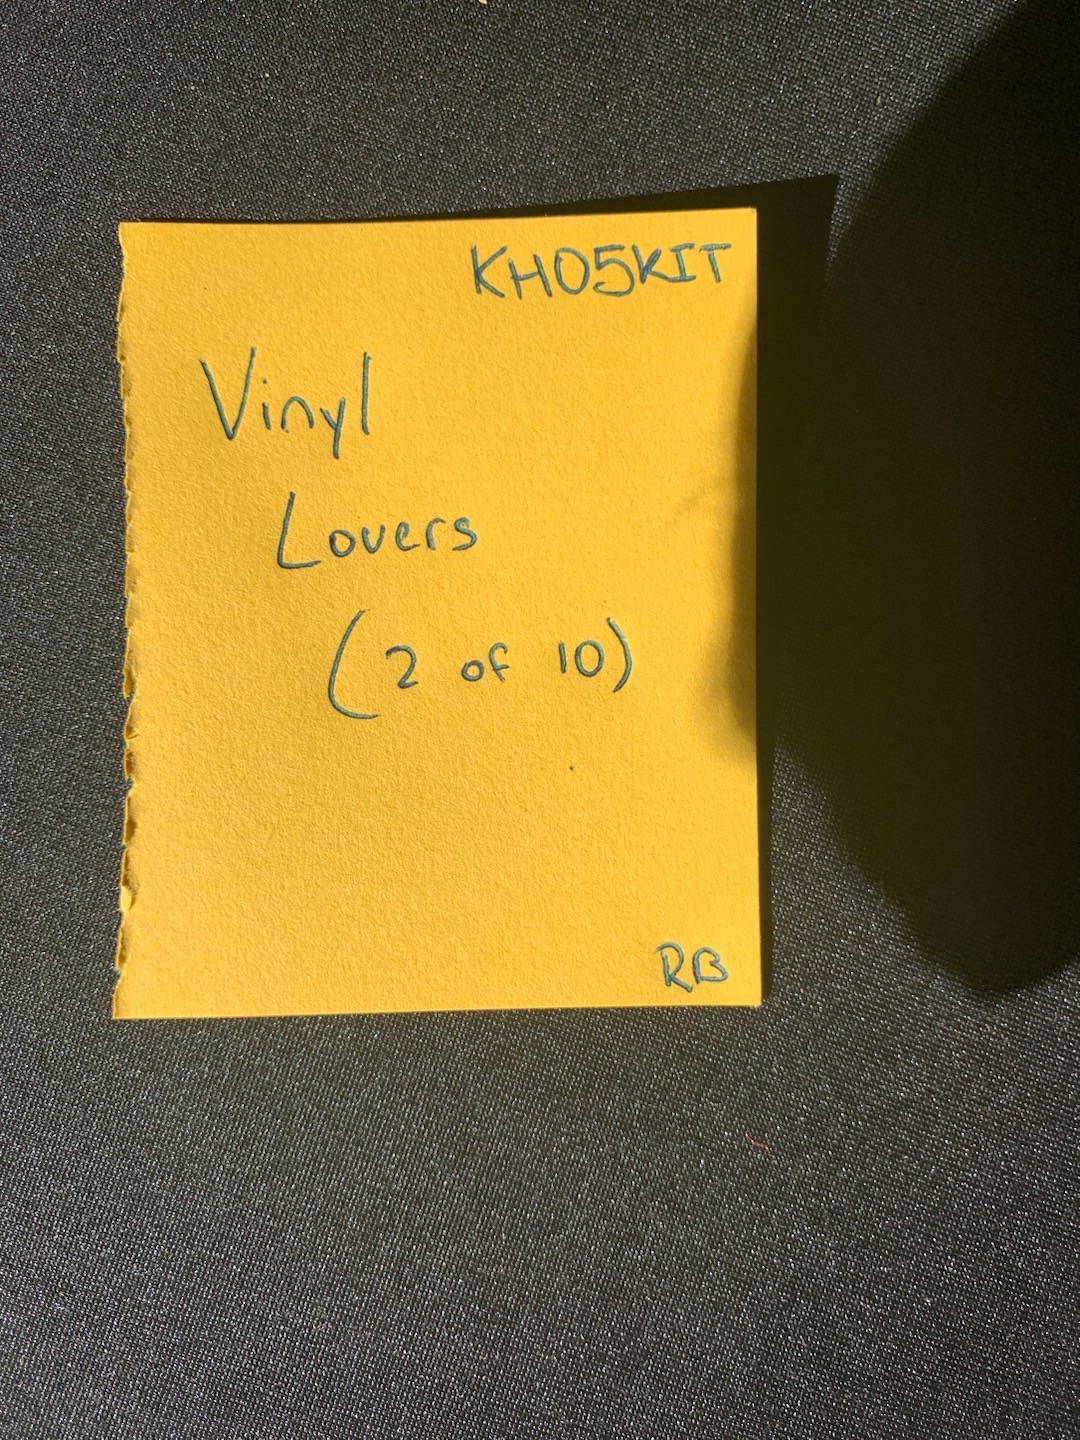 KH05KIT
Vinyl
Lovers
(2 of 10)
RB